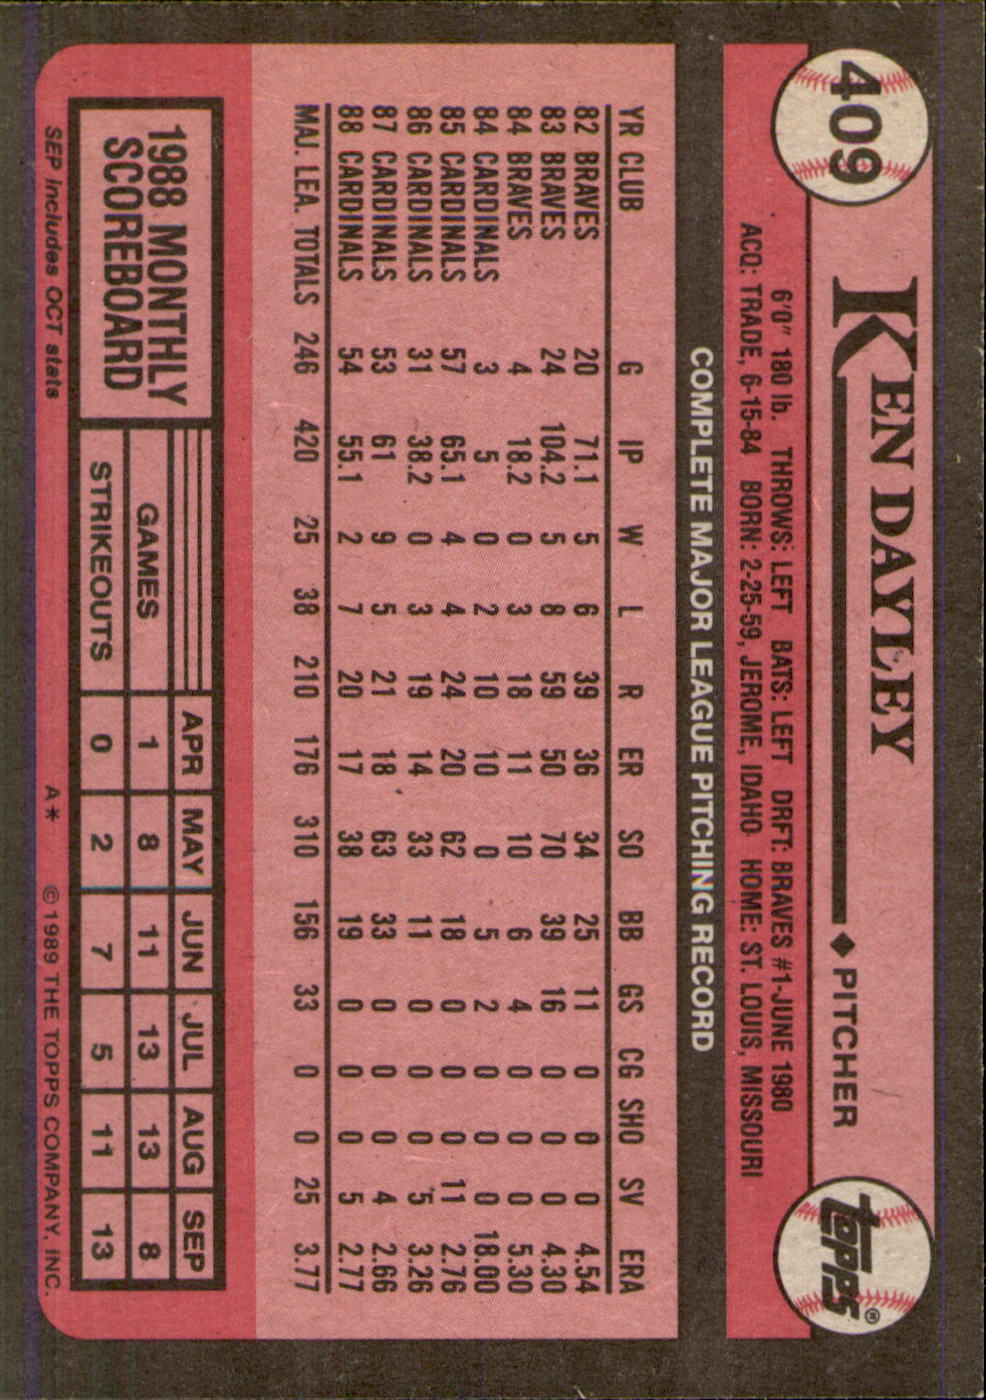 409
KEN DAYLEY ◆ PITCHER
topps®
6'0" 180 lb. THROWS: LEFT BATS: LEFT DRFT: BRAVES #1-JUNE 1980
ACQ: TRADE, 6-15-84 BORN: 2-25-59, JEROME, IDAHO HOME: ST. LOUIS, MISSOURI
COMPLETE MAJOR LEAGUE PITCHING RECORD
YR CLUB G IP W L R ER SO BB GS CG SHO SV ERA
82 BRAVES 20 71.1 5 6 39 36 34 25 11 0 0 0 4.54
83 BRAVES 24 104.2 5 8 59 50 70 39 16 0 0 0 4.30
84 BRAVES 4 18.2 0 3 18 11 10 6 4 0 0 0 5.30
84 CARDINALS 3 5 0 2 10 10 0 5 2 0 0 0 18.00
85 CARDINALS 57 65.1 4 4 24 20 62 18 0 0 0 11 2.76
86 CARDINALS 31 38.2 0 3 19 14 33 11 0 0 0 5 3.26
87 CARDINALS 53 61 9 5 21 18 63 33 0 0 0 4 2.66
88 CARDINALS 54 55.1 2 7 20 17 38 19 0 0 0 5 2.77
MAJ. LEA. TOTALS 246 420 25 38 210 176 310 156 33 0 0 25 3.77
1988 MONTHLY
SCOREBOARD
APR MAY JUN JUL AUG SEP
GAMES 1 8 11 13 13 8
STRIKEOUTS 0 2 7 5 11 13
SEP includes OCT stats
A* © 1989 THE TOPPS COMPANY, INC.